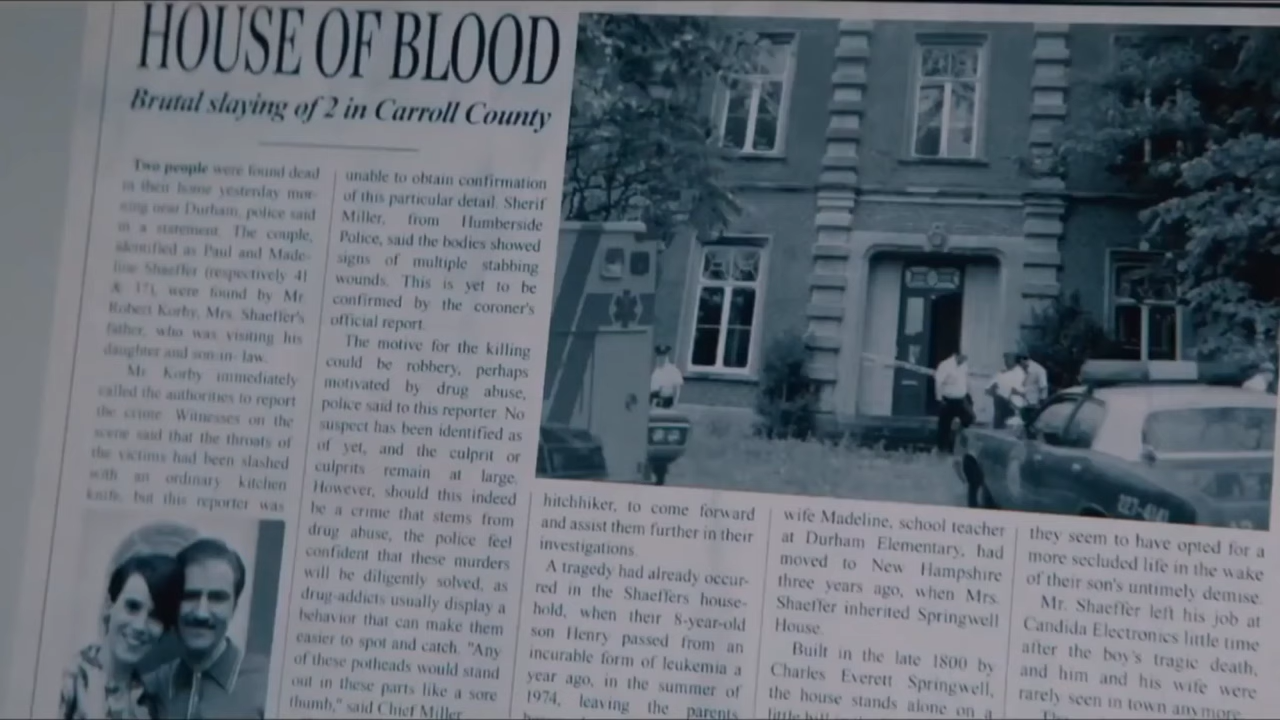 HOUSE OF BLOOD
Brutal slaying of 2 in Carroll County
Two people were found dead
in their home yesterday mor-
ning near Durham, police said
in a statement. The couple,
identified as Paul and Made-
line Shaeffer (respectively 41
& 37), were found by Mr
Robert Korby, Mrs. Shaeffer's
father, who was visiting his
daughter and son-in- law.
Mr Korby immediately
called the authorities to report
the crime. Witnesses on the
scene said that the throats of
the victims had been slashed
with an ordinary kitchen
knife, but this reporter was
unable to obtain confirmation
of this particular detail. Sherif
Miller, from Humberside
Police, said the bodies showed
signs of multiple stabbing
wounds. This is yet to be
confirmed by the coroner's
official report.
The motive for the killing
could be robbery, perhaps
motivated by drug abuse,
police said to this reporter. No
suspect has been identified as
of yet, and the culprit or
culprits remain at large.
However, should this indeed
be a crime that stems from
drug abuse, the police feel
confident that these murders
will be diligently solved, as
drug-addicts usually display a
behavior that can make them
easier to spot and catch. "Any
of these potheads would stand
out in these parts like a sore
thumb," said Chief Miller
hitchhiker, to come forward
and assist them further in their
investigations.
A tragedy had already occur-
red in the Shaeffers house-
hold, when their 8-year-old
son Henry passed from an
incurable form of leukemia a
year ago, in the summer of
1974, leaving the parents
wife Madeline, school teacher
at Durham Elementary, had
moved to New Hampshire
three years ago, when Mrs.
Shaeffer inherited Springwell
House.
Built in the late 1800 by
Charles Everett Springwell,
the house stands alone on a
little hill
they seem to have opted for a
more secluded life in the wake
of their son's untimely demise.
Mr. Shaeffer left his job at
Candida Electronics little time
after the boy's tragic death,
and him and his wife were
rarely seen in town anymore.
The